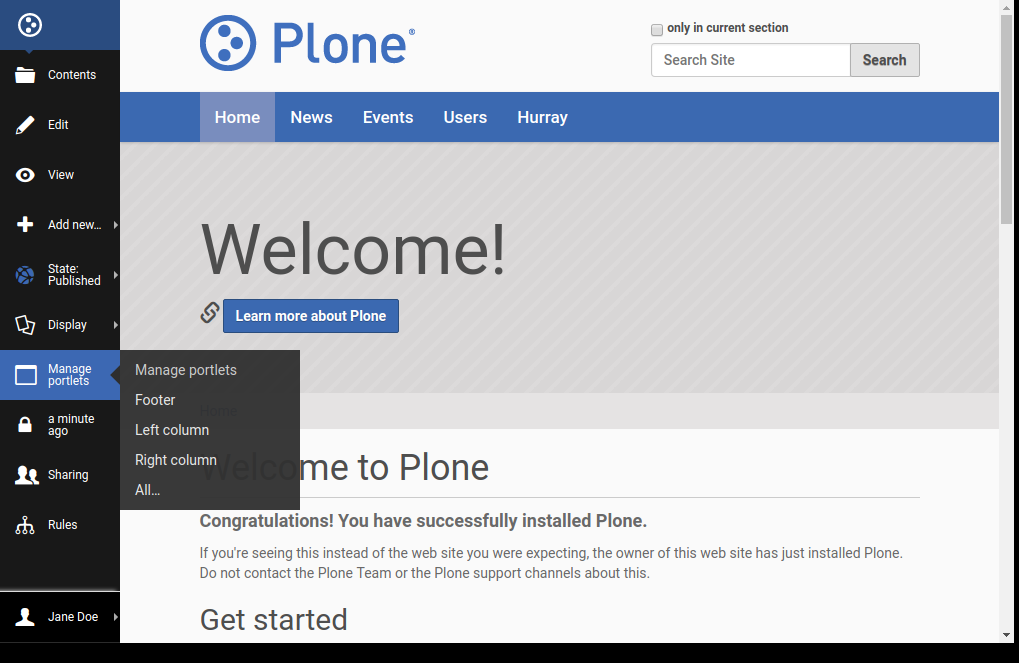 Contents
Edit
View
Add new...
State:
Published
Display
Manage
portlets
a minute
ago
Sharing
Rules
Jane Doe
Manage portlets
Footer
Left column
Right column
All...
Plone®
only in current section
Search Site
Search
Home News Events Users Hurray
Welcome!
Learn more about Plone
Home
Welcome to Plone
Congratulations! You have successfully installed Plone.
If you're seeing this instead of the web site you were expecting, the owner of this web site has just installed Plone.
Do not contact the Plone Team or the Plone support channels about this.
Get started